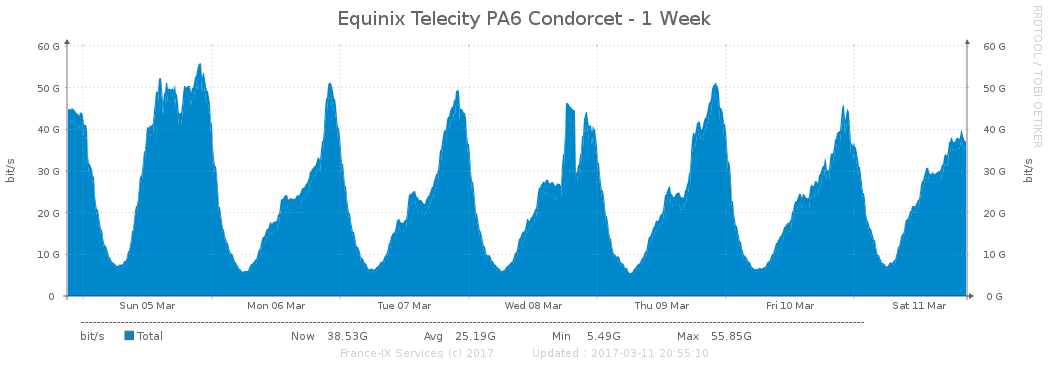 Equinix Telecity PA6 Condorcet - 1 Week
RRDTOOL / TOBI OETIKER
60 G 60 G
50 G 50 G
40 G 40 G
30 G 30 G
20 G 20 G
10 G 10 G
0 0 G
bit/s bit/s
Sun 05 Mar Mon 06 Mar Tue 07 Mar Wed 08 Mar Thu 09 Mar Fri 10 Mar Sat 11 Mar
bit/s Total Now 38.53G Avg 25.19G Min 5.49G Max 55.85G
France-IX Services (c) 2017 Updated : 2017-03-11 20:55:10